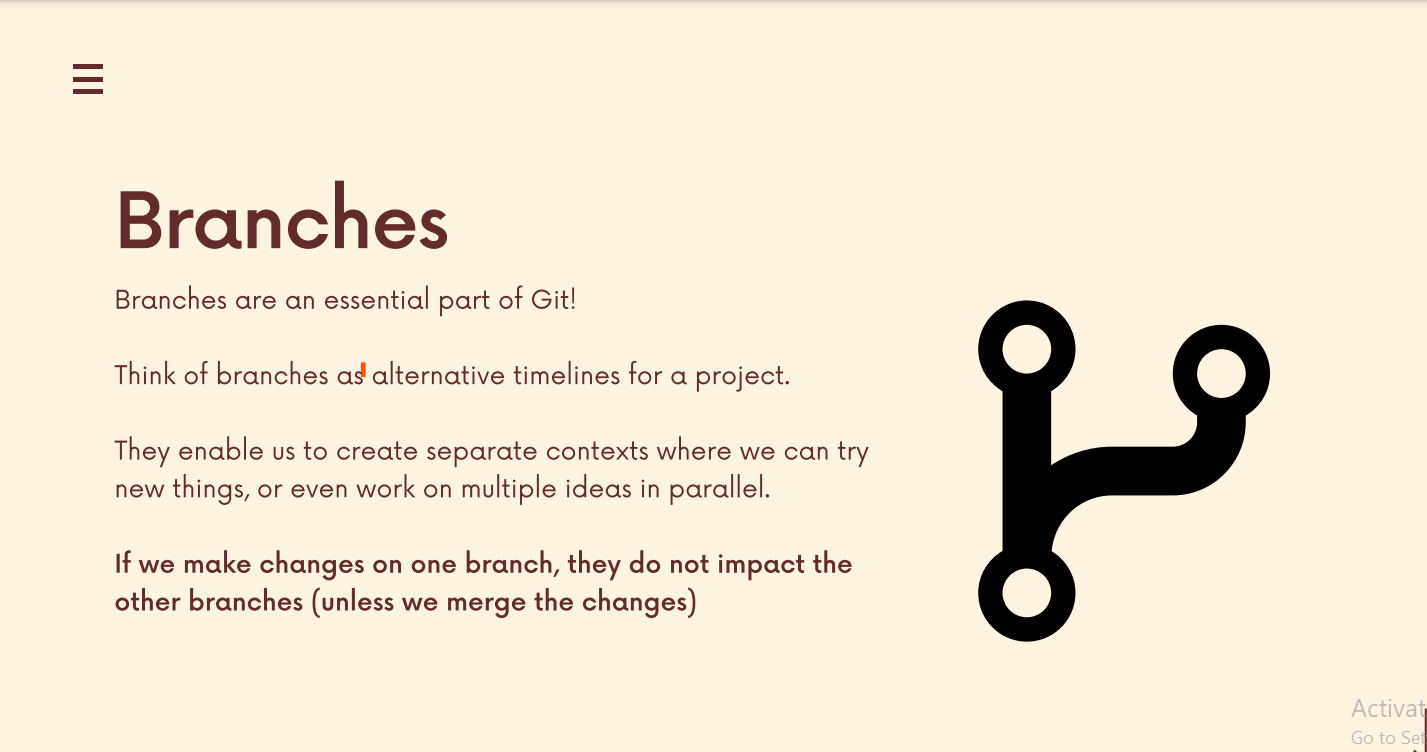 Branches
Branches are an essential part of Git!
Think of branches as alternative timelines for a project.
They enable us to create separate contexts where we can try
new things, or even work on multiple ideas in parallel.
If we make changes on one branch, they do not impact the
other branches (unless we merge the changes)
Activat
Go to Set